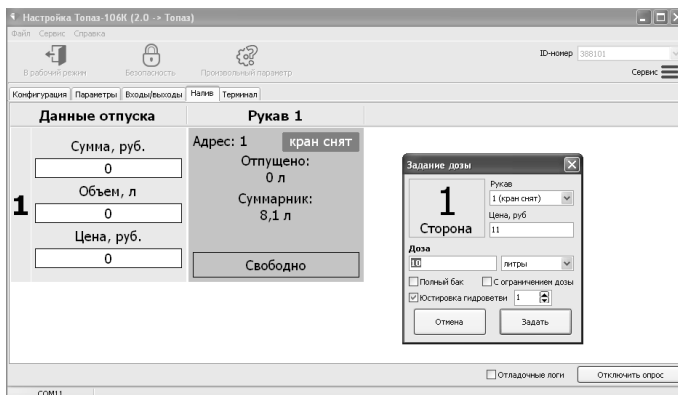 Настройка Топаз-106К (2.0 -> Топаз)
Файл Сервис Справка
В рабочий режим Безопасность Произвольный параметр
ID-номер 388101
Сервис
Конфигурация Параметры Входы/выходы Налив Терминал
Данные отпуска Рукав 1
1
Сумма, руб.
0
Объем, л
0
Цена, руб.
0
Адрес: 1 кран снят
Отпущено:
0 л
Суммарник:
8,1 л
Свободно
Задание дозы
1
Сторона
Рукав
1 (кран снят)
Цена, руб
11
Доза
10 литры
Полный бак С ограничением дозы
Юстировка гидроветви 1
Отмена Задать
Отладочные логи Отключить опрос
COM11